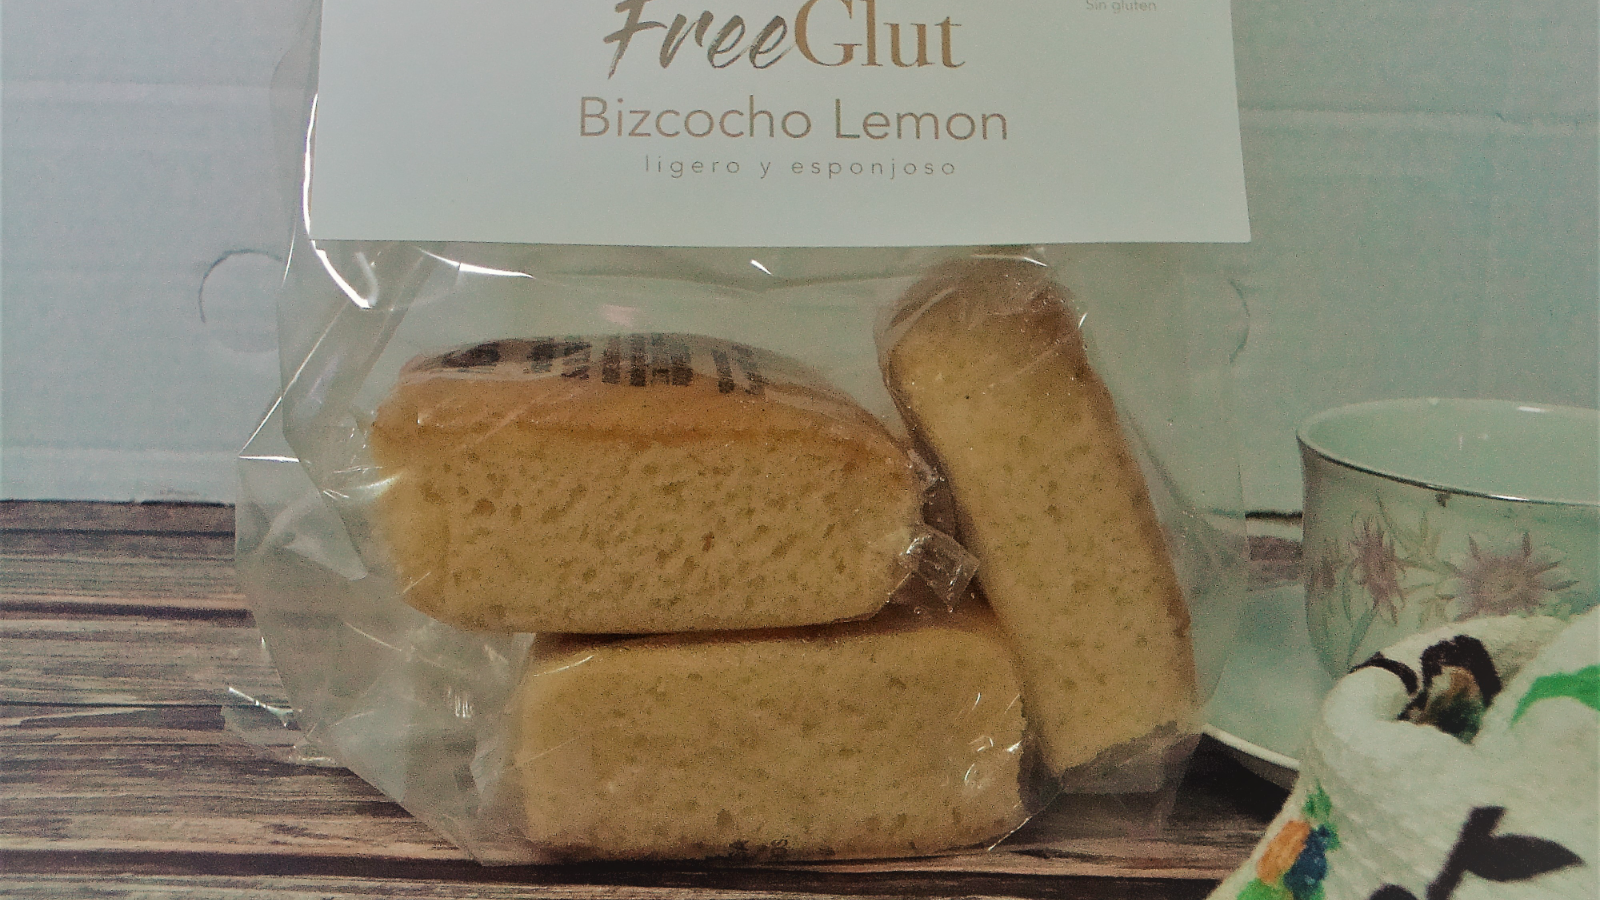 Sin gluten
FreeGlut
Bizcocho Lemon
ligero y esponjoso